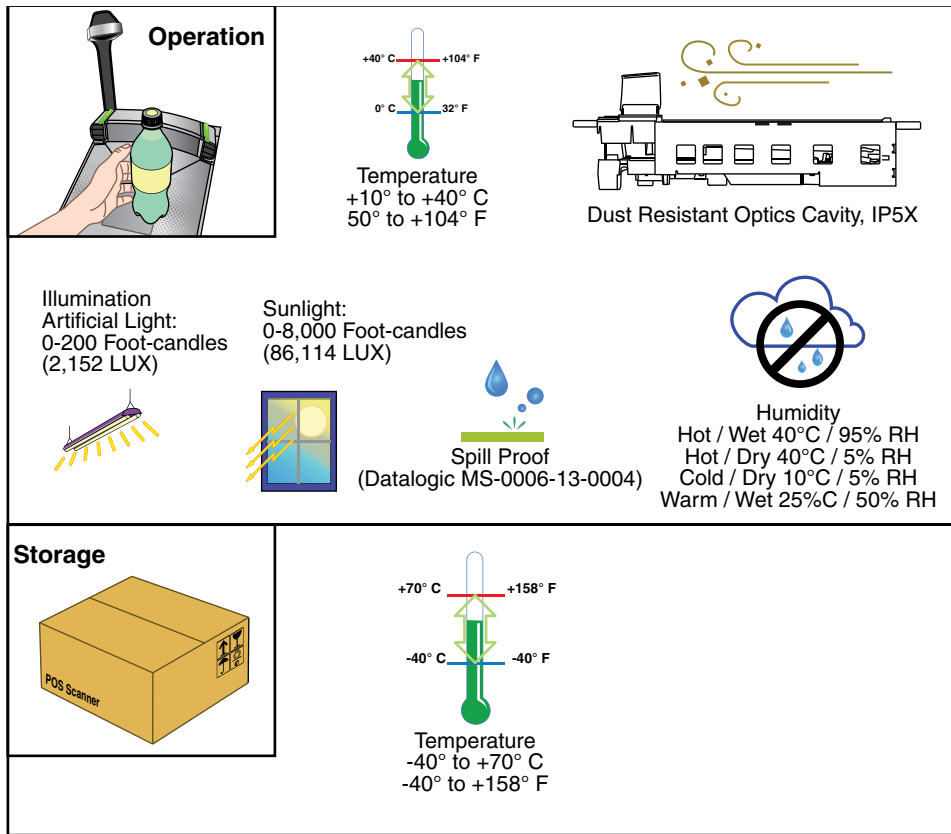 Operation
+40° C +104° F
0° C 32° F
Temperature
+10° to +40° C
50° to +104° F
Dust Resistant Optics Cavity, IP5X
Illumination
Artificial Light:
0-200 Foot-candles
(2,152 LUX)
Sunlight:
0-8,000 Foot-candles
(86,114 LUX)
Spill Proof
(Datalogic MS-0006-13-0004)
Humidity
Hot / Wet 40°C / 95% RH
Hot / Dry 40°C / 5% RH
Cold / Dry 10°C / 5% RH
Warm / Wet 25%C / 50% RH
Storage
POS Scanner
+70° C +158° F
-40° C -40° F
Temperature
-40° to +70° C
-40° to +158° F